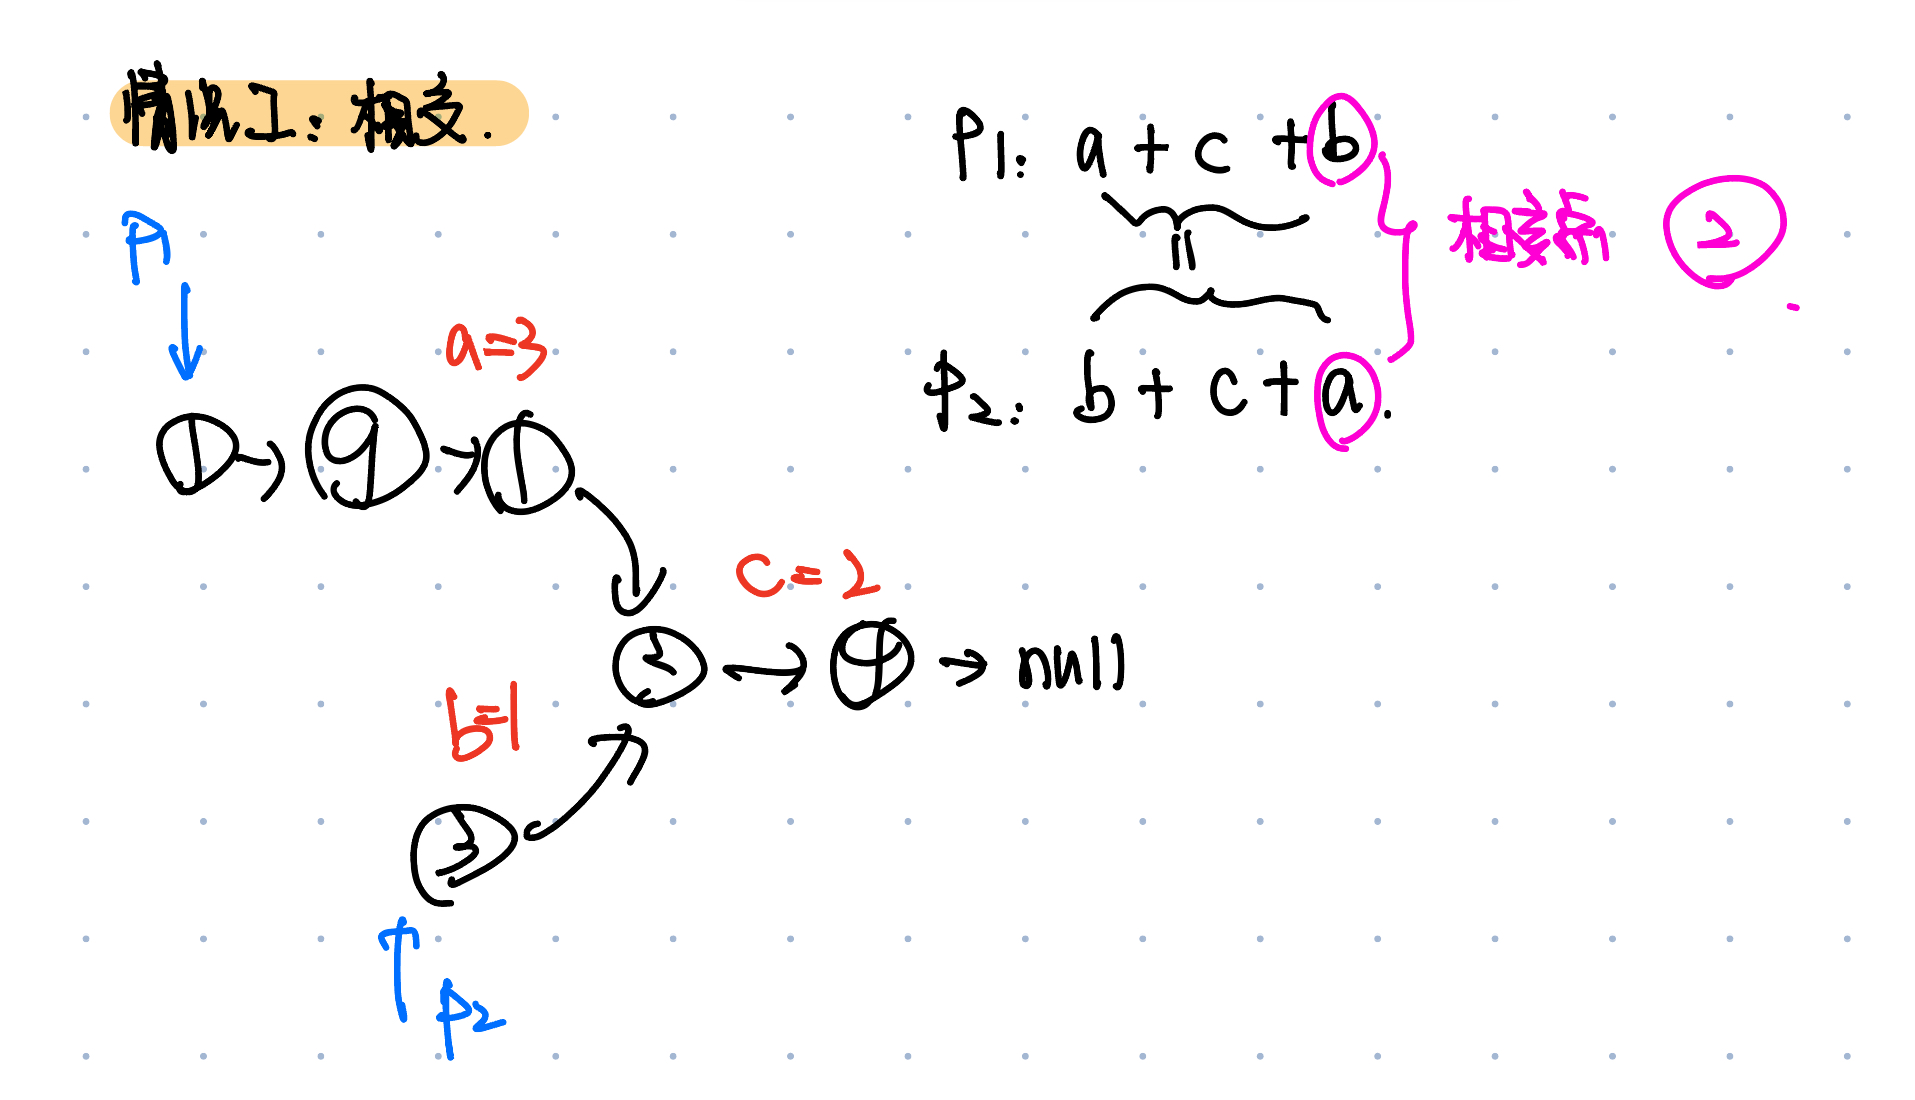 情况1：相交.
P1: a + c + b
相交点 2
P2: b + c + a.
P1
a=3
1 → 9 → 1
c=2
2 → 4 → null
b=1
3
P2